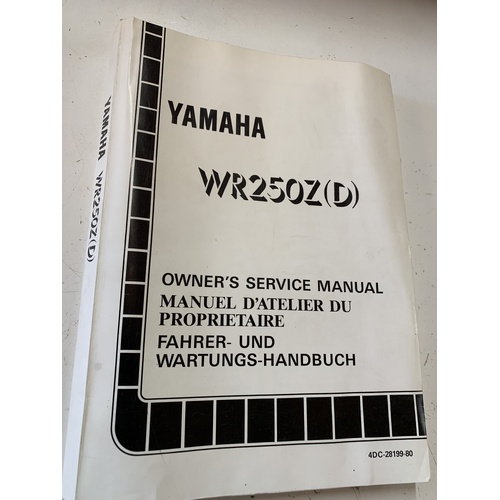 YAMAHA
WR250Z(D)
OWNER'S SERVICE MANUAL
MANUEL D'ATELIER DU
PROPRIETAIRE
FAHRER- UND
WARTUNGS-HANDBUCH
4DC-28199-80
YAMAHA WR250Z(D)